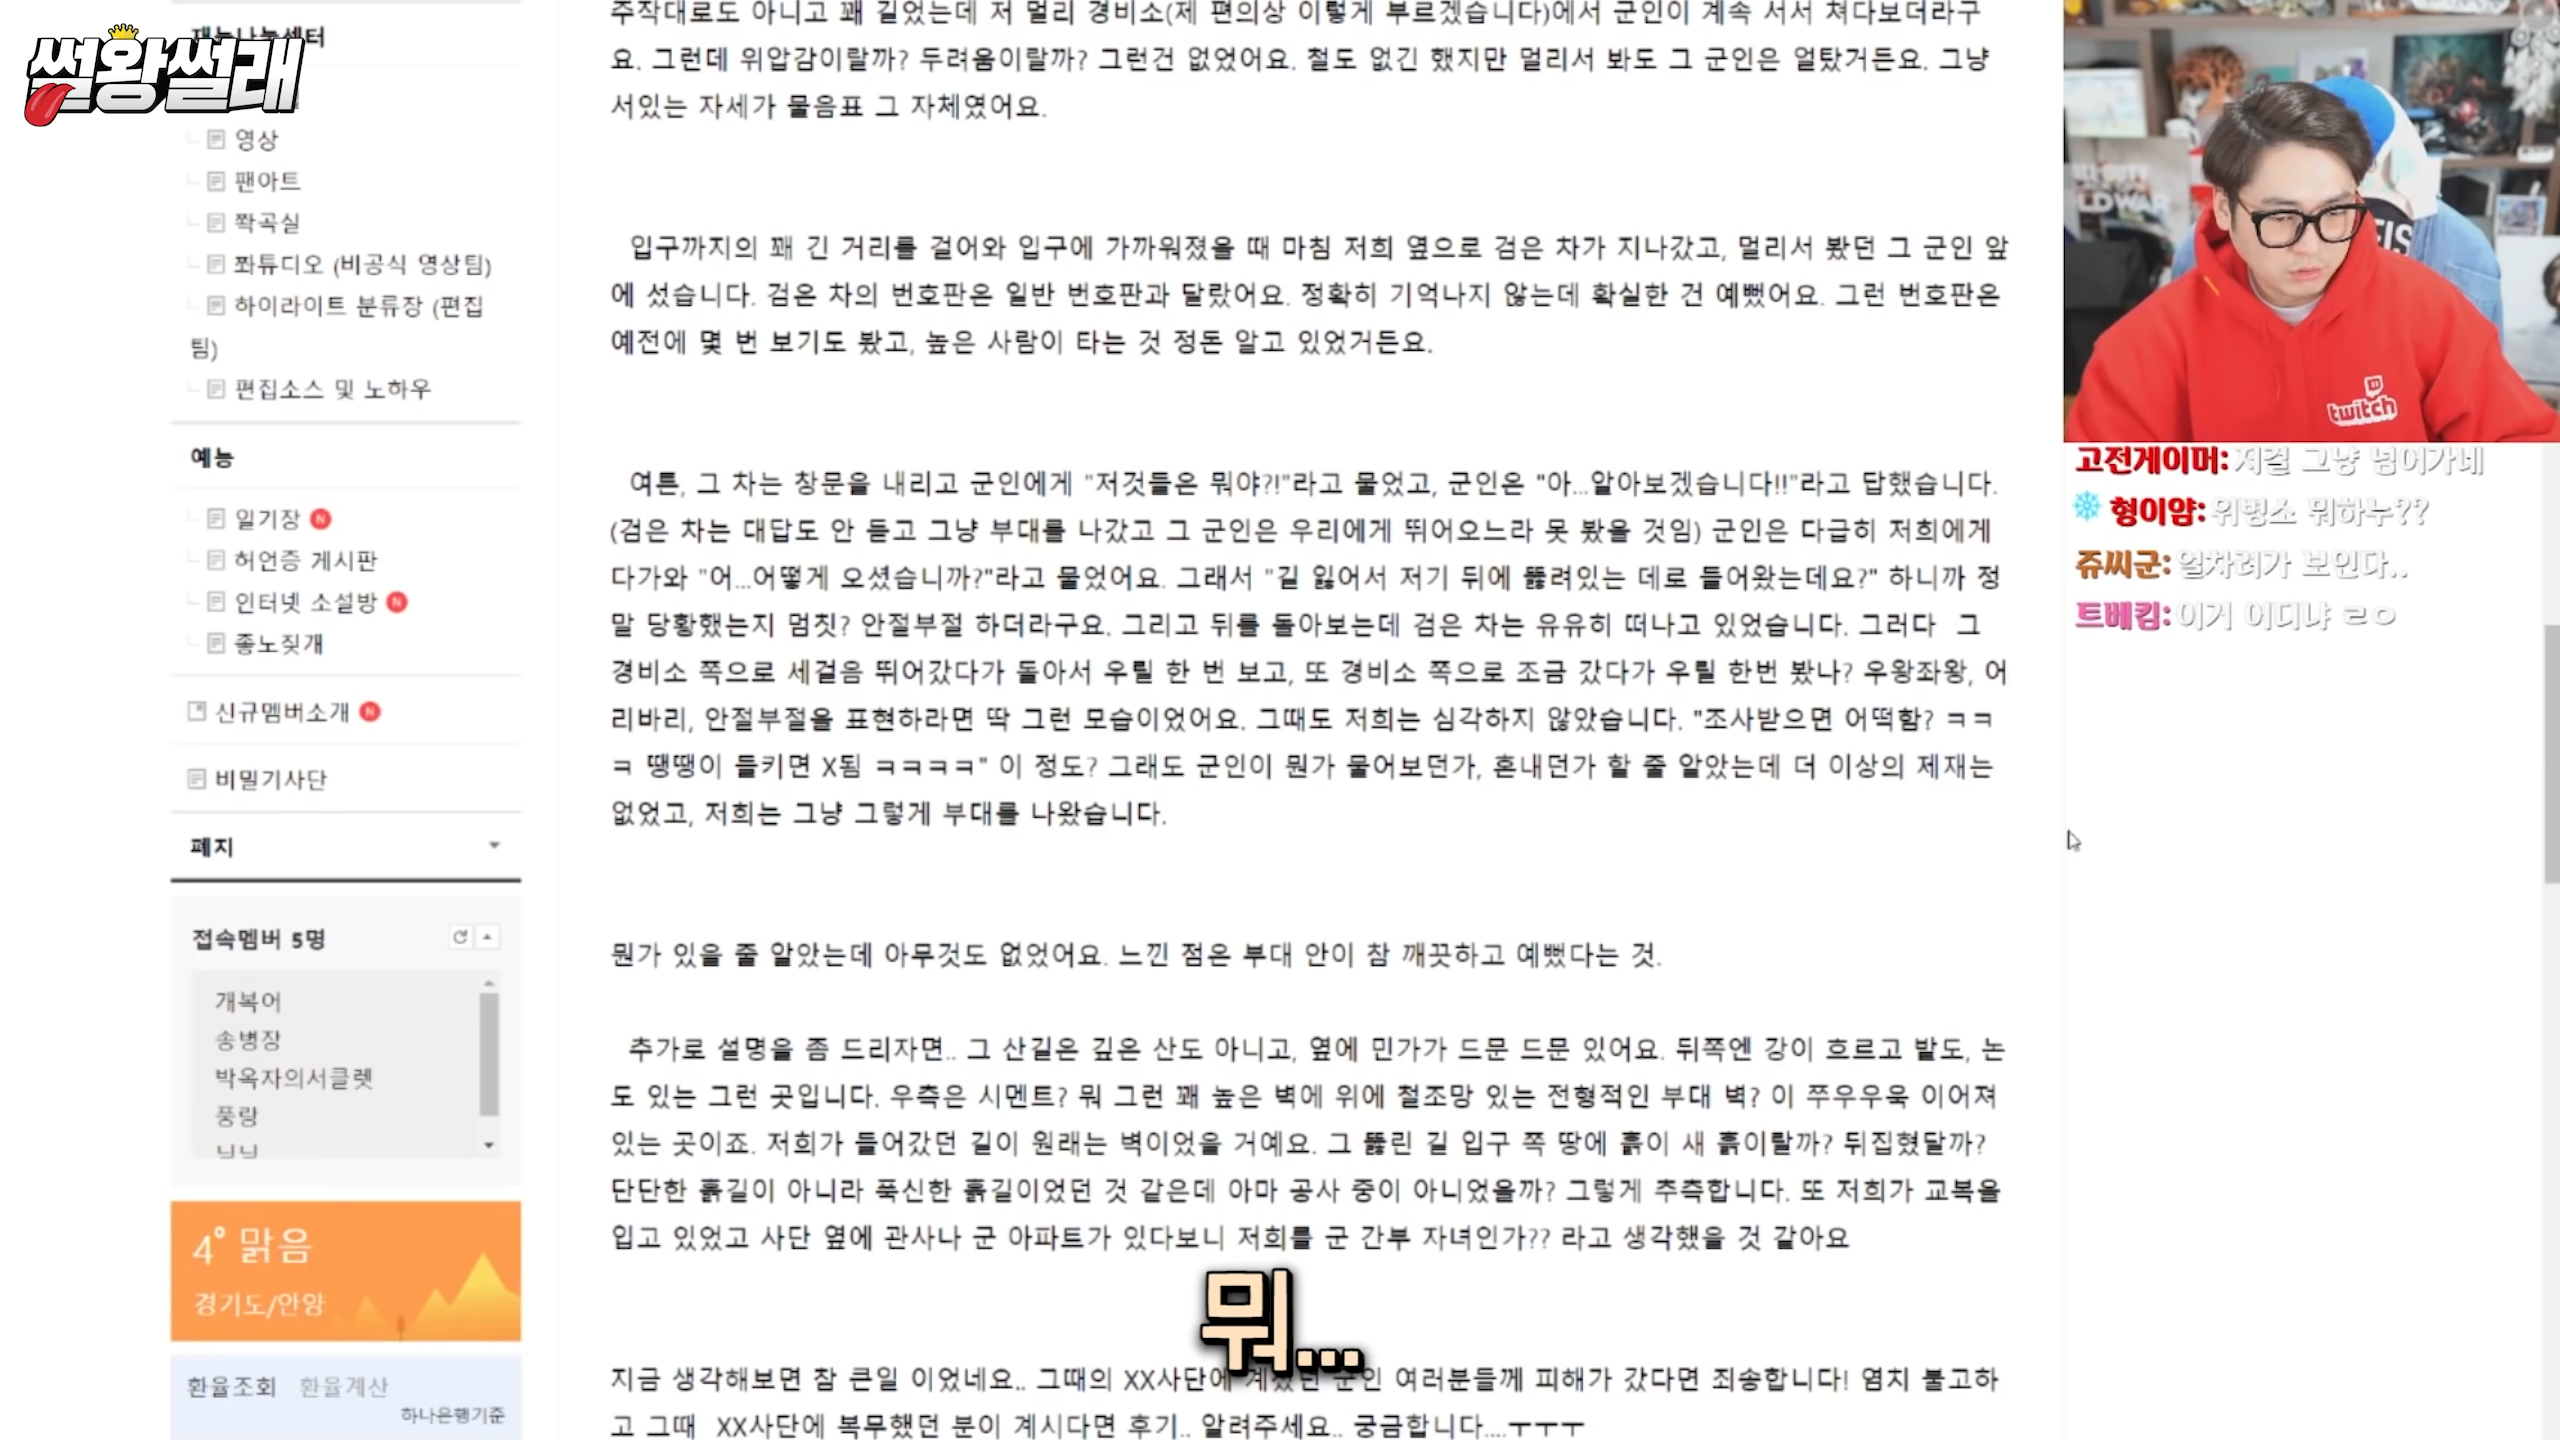 썰왕썰래
재능나눔센터
영상
팬아트
쫙곡실
쫘튜디오 (비공식 영상팀)
하이라이트 분류장 (편집
팀)
편집소스 및 노하우
예능
일기장 N
허언증 게시판
인터넷 소설방 N
좋노짖개
신규멤버소개 N
비밀기사단
폐지
접속멤버 5명
개복어
송병장
박옥자의서클렛
풍량
4° 맑음
경기도/안양
환율조회 환율계산
하나은행기준
주작대로도 아니고 꽤 길었는데 저 멀리 경비소(제 편의상 이렇게 부르겠습니다)에서 군인이 계속 서서 쳐다보더라구
요. 그런데 위압감이랄까? 두려움이랄까? 그런건 없었어요. 철도 없긴 했지만 멀리서 봐도 그 군인은 얼탔거든요. 그냥
서있는 자세가 물음표 그 자체였어요.
입구까지의 꽤 긴 거리를 걸어와 입구에 가까워졌을 때 마침 저희 옆으로 검은 차가 지나갔고, 멀리서 봤던 그 군인 앞
에 섰습니다. 검은 차의 번호판은 일반 번호판과 달랐어요. 정확히 기억나지 않는데 확실한 건 예뻤어요. 그런 번호판은
예전에 몇 번 보기도 봤고, 높은 사람이 타는 것 정돈 알고 있었거든요.
여튼, 그 차는 창문을 내리고 군인에게 "저것들은 뭐야?!"라고 물었고, 군인은 "아...알아보겠습니다!!"라고 답했습니다.
(검은 차는 대답도 안 듣고 그냥 부대를 나갔고 그 군인은 우리에게 뛰어오느라 못 봤을 것임) 군인은 다급히 저희에게
다가와 "어...어떻게 오셨습니까?"라고 물었어요. 그래서 "길 잃어서 저기 뒤에 뚫려있는 데로 들어왔는데요?" 하니까 정
말 당황했는지 멈칫? 안절부절 하더라구요. 그리고 뒤를 돌아보는데 검은 차는 유유히 떠나고 있었습니다. 그러다 그
경비소 쪽으로 세걸음 뛰어갔다가 돌아서 우릴 한 번 보고, 또 경비소 쪽으로 조금 갔다가 우릴 한번 봤나? 우왕좌왕, 어
리바리, 안절부절을 표현하라면 딱 그런 모습이었어요. 그때도 저희는 심각하지 않았습니다. "조사받으면 어떡함? ㅋㅋ
ㅋ 땡땡이 들키면 X됨 ㅋㅋㅋㅋ" 이 정도? 그래도 군인이 뭔가 물어보던가, 혼내던가 할 줄 알았는데 더 이상의 제재는
없었고, 저희는 그냥 그렇게 부대를 나왔습니다.
뭔가 있을 줄 알았는데 아무것도 없었어요. 느낀 점은 부대 안이 참 깨끗하고 예뻤다는 것.
추가로 설명을 좀 드리자면.. 그 산길은 깊은 산도 아니고, 옆에 민가가 드문 드문 있어요. 뒤쪽엔 강이 흐르고 밭도, 논
도 있는 그런 곳입니다. 우측은 시멘트? 뭐 그런 꽤 높은 벽에 위에 철조망 있는 전형적인 부대 벽? 이 쭈우우욱 이어져
있는 곳이죠. 저희가 들어갔던 길이 원래는 벽이었을 거예요. 그 뚫린 길 입구 쪽 땅에 흙이 새 흙이랄까? 뒤집혔달까?
단단한 흙길이 아니라 푹신한 흙길이었던 것 같은데 아마 공사 중이 아니었을까? 그렇게 추측합니다. 또 저희가 교복을
입고 있었고 사단 옆에 관사나 군 아파트가 있다보니 저희를 군 간부 자녀인가?? 라고 생각했을 것 같아요
뭐...
지금 생각해보면 참 큰일 이었네요.. 그때의 XX사단에 계셨던 군인 여러분들께 피해가 갔다면 죄송합니다! 염치 불고하
고 그때 XX사단에 복무했던 분이 계시다면 후기.. 알려주세요.. 궁금합니다....ㅜㅜㅜ
twitch
고전게이머: 저걸 그냥 넘어가네
형이얌: 위병소 뭐하누??
쥬씨군: 얼차려가 보인다..
트베킴: 이거 어디냐 ㄹㅇ